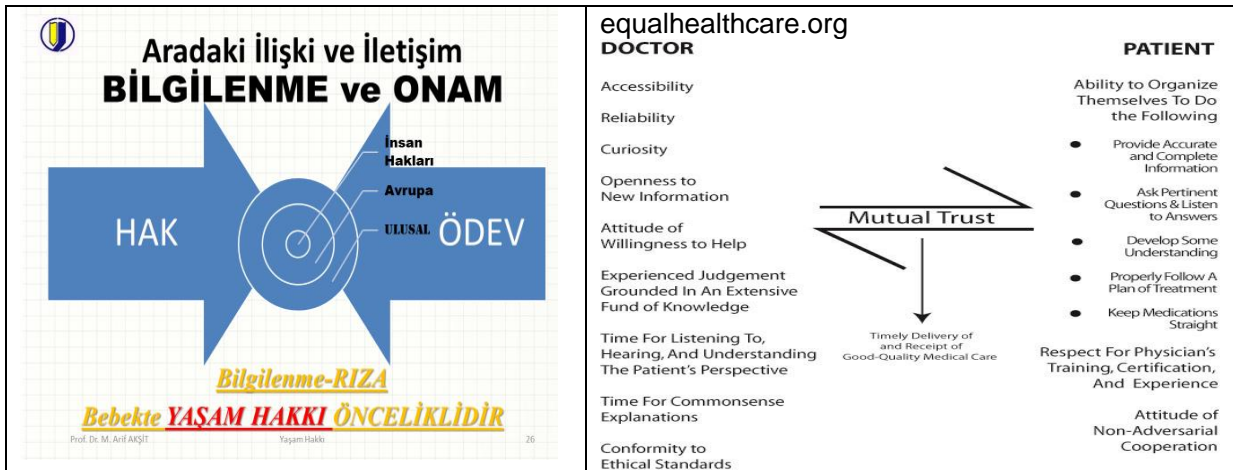 Aradaki İlişki ve İletişim
BİLGİLENME ve ONAM
İnsan
Hakları
Avrupa
ULUSAL
HAK
ÖDEV
Bilgilenme-RIZA
Bebekte YAŞAM HAKKI ÖNCELİKLİDİR
Prof. Dr. M. Arif AKŞİT
Yaşam Hakkı
26
equalhealthcare.org
DOCTOR
Accessibility
Reliability
Curiosity
Openness to
New Information
Attitude of
Willingness to Help
Experienced Judgement
Grounded In An Extensive
Fund of Knowledge
Time For Listening To,
Hearing, And Understanding
The Patient's Perspective
Time For Commonsense
Explanations
Conformity to
Ethical Standards
Mutual Trust
Timely Delivery of
and Receipt of
Good-Quality Medical Care
PATIENT
Ability to Organize
Themselves To Do
the Following
● Provide Accurate
and Complete
Information
● Ask Pertinent
Questions & Listen
to Answers
● Develop Some
Understanding
● Properly Follow A
Plan of Treatment
● Keep Medications
Straight
Respect For Physician's
Training, Certification,
And Experience
Attitude of
Non-Adversarial
Cooperation